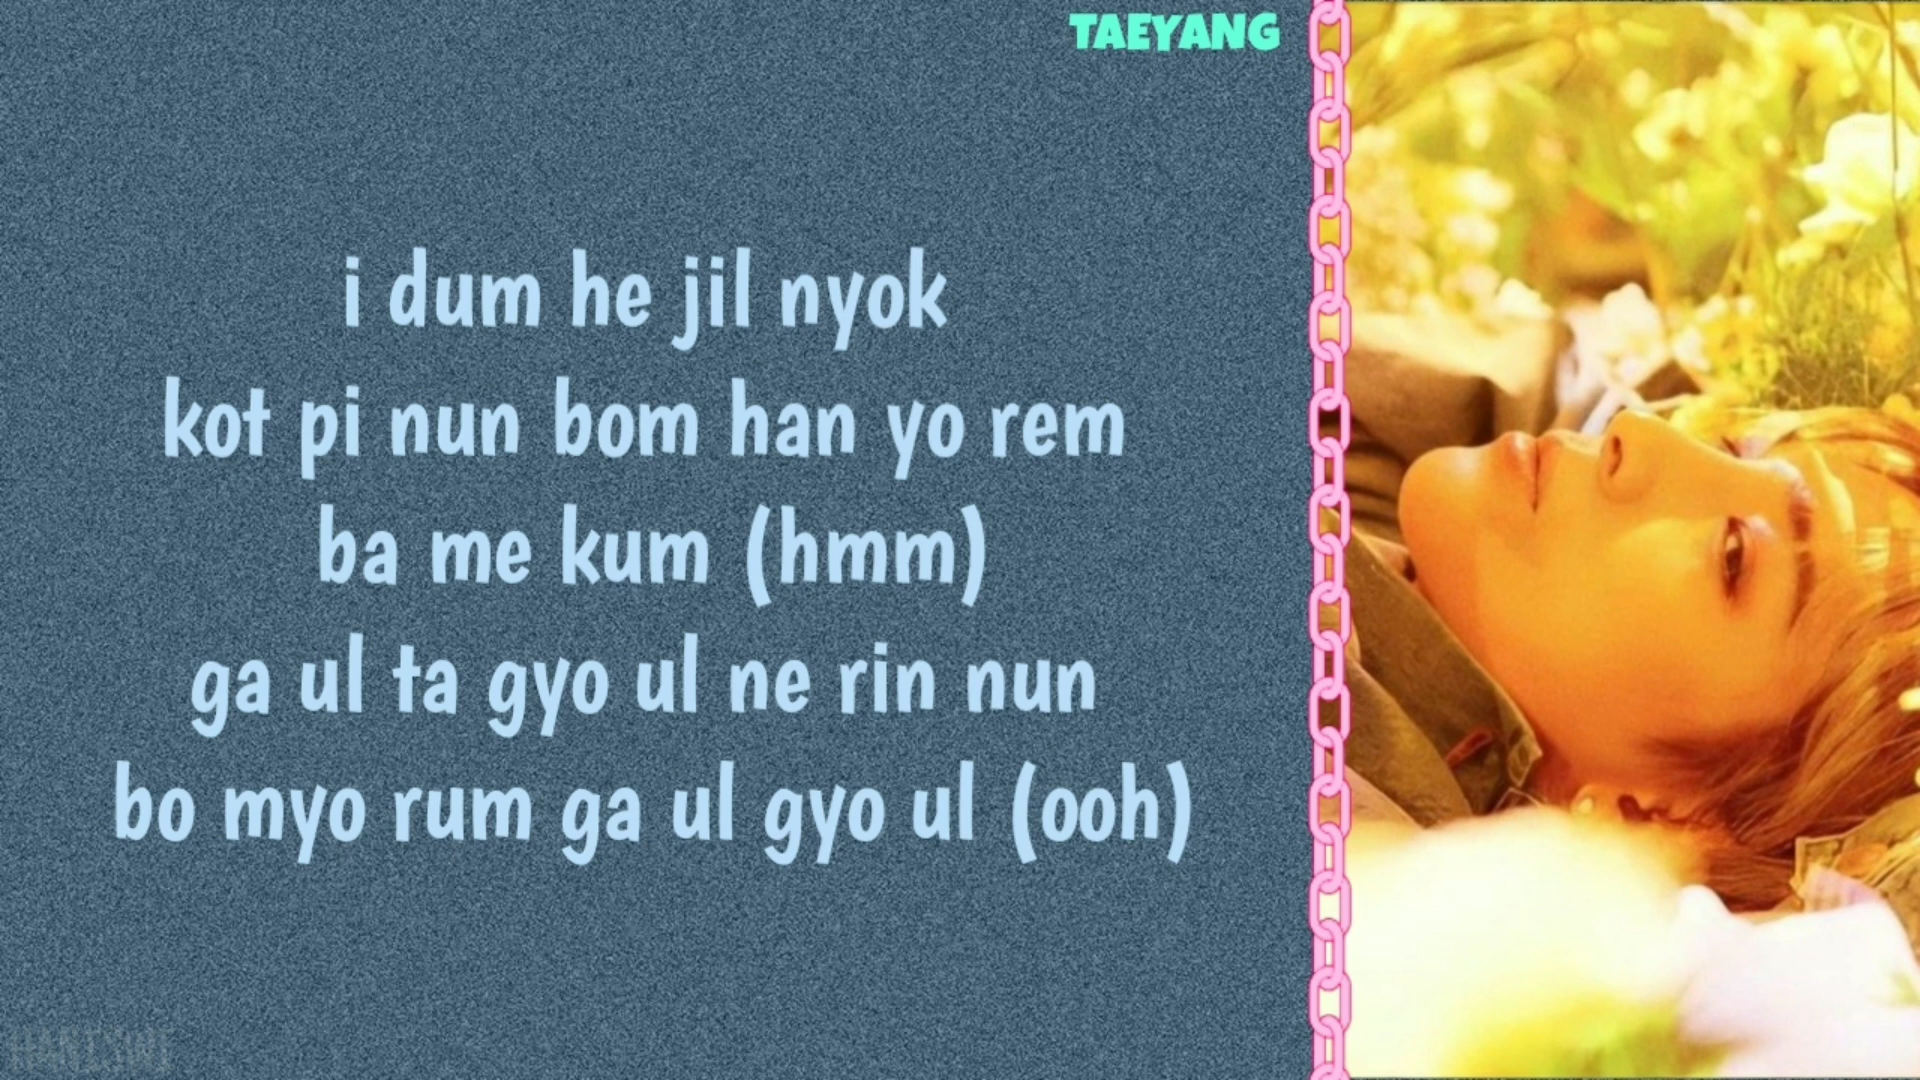 TAEYANG
i dum he jil nyok
kot pi nun bom han yo rem
ba me kum (hmm)
ga ul ta gyo ul ne rin nun
bo myo rum ga ul gyo ul (ooh)
HANISWI